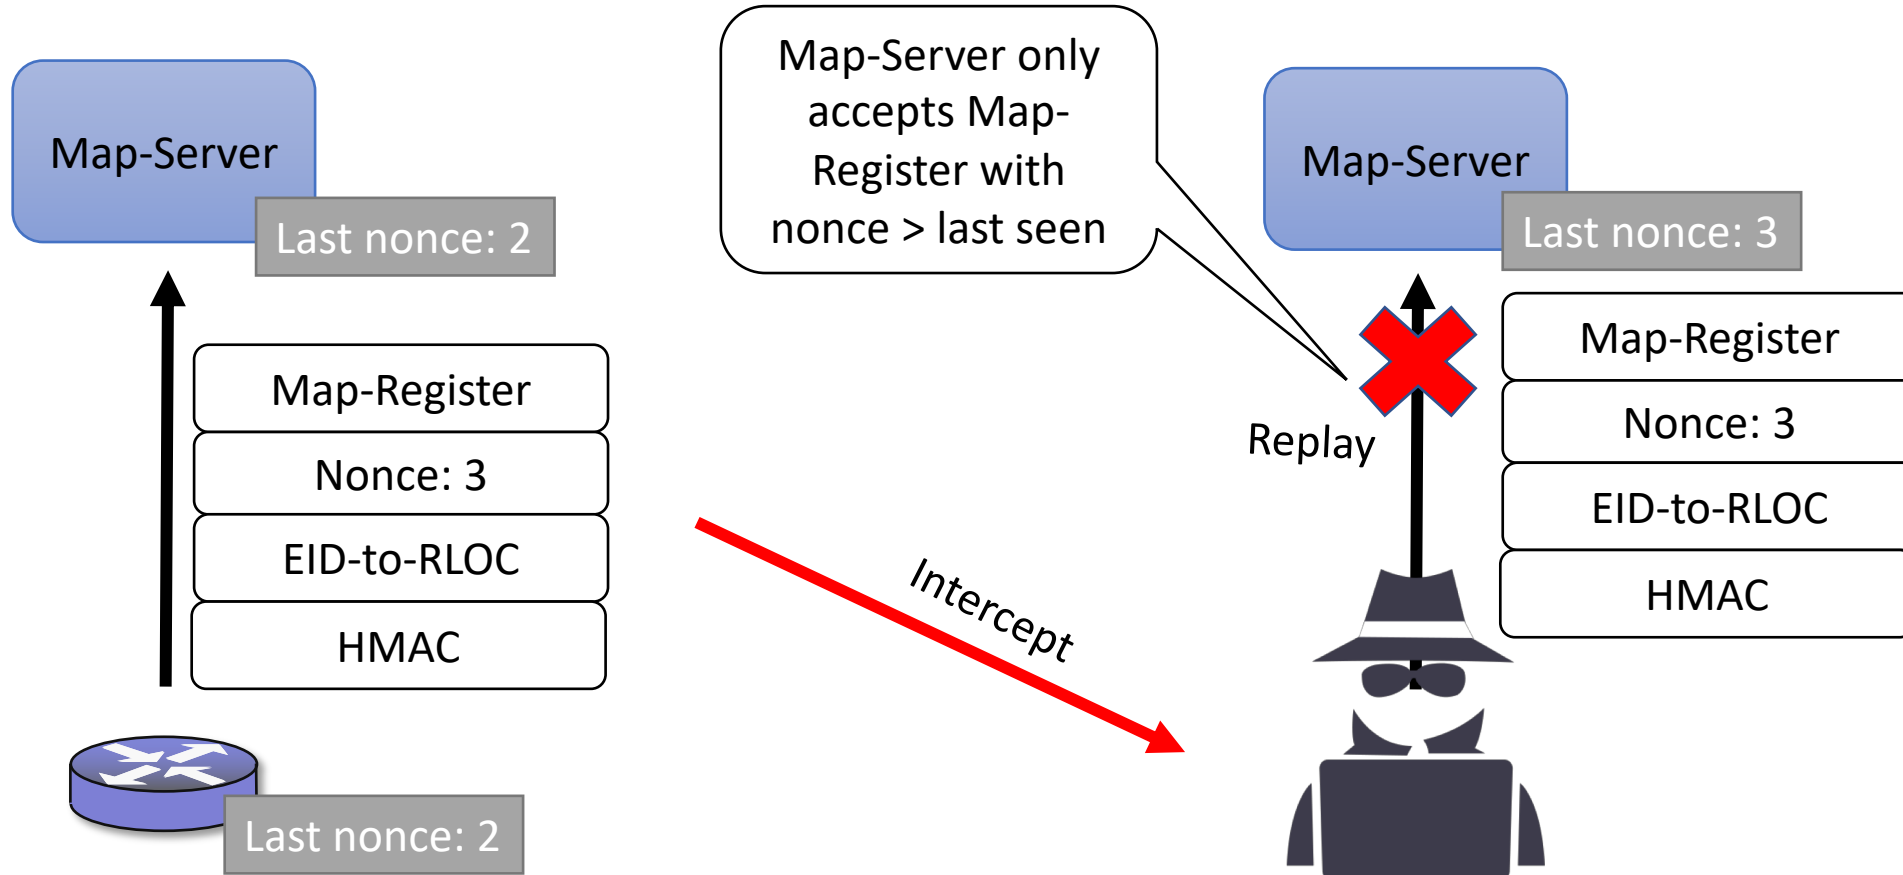 Map-Server
Last nonce: 2
Map-Register
Nonce: 3
EID-to-RLOC
HMAC
Last nonce: 2
Intercept
Map-Server only
accepts Map-
Register with
nonce > last seen
Map-Server
Last nonce: 3
Replay
Map-Register
Nonce: 3
EID-to-RLOC
HMAC